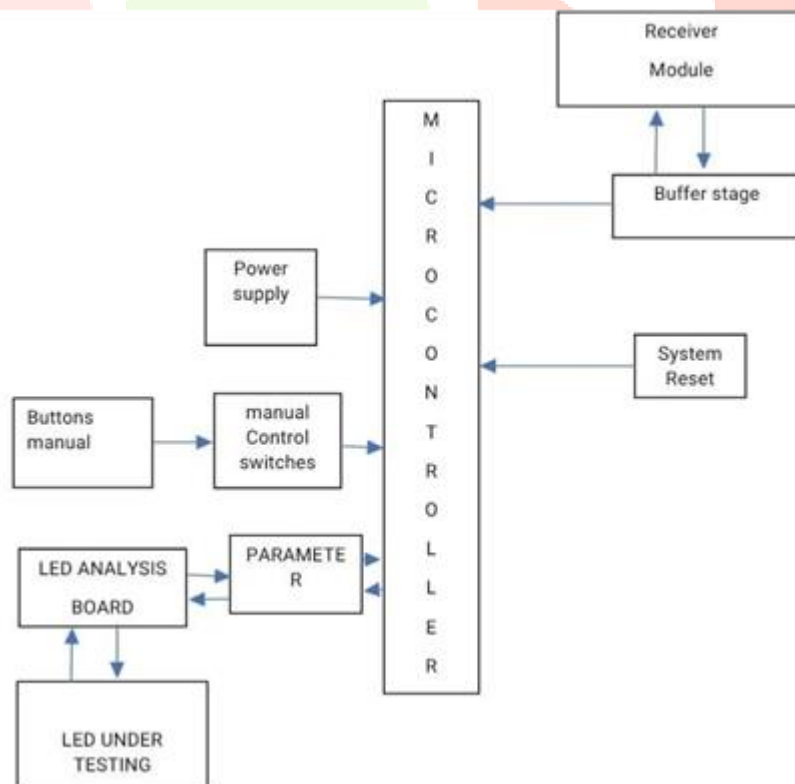 Receiver
Module
Buffer stage
M
I
C
R
O
C
O
N
T
R
O
L
L
E
R
Power
supply
System
Reset
Buttons
manual
manual
Control
switches
LED ANALYSIS
BOARD
PARAMETE
R
LED UNDER
TESTING